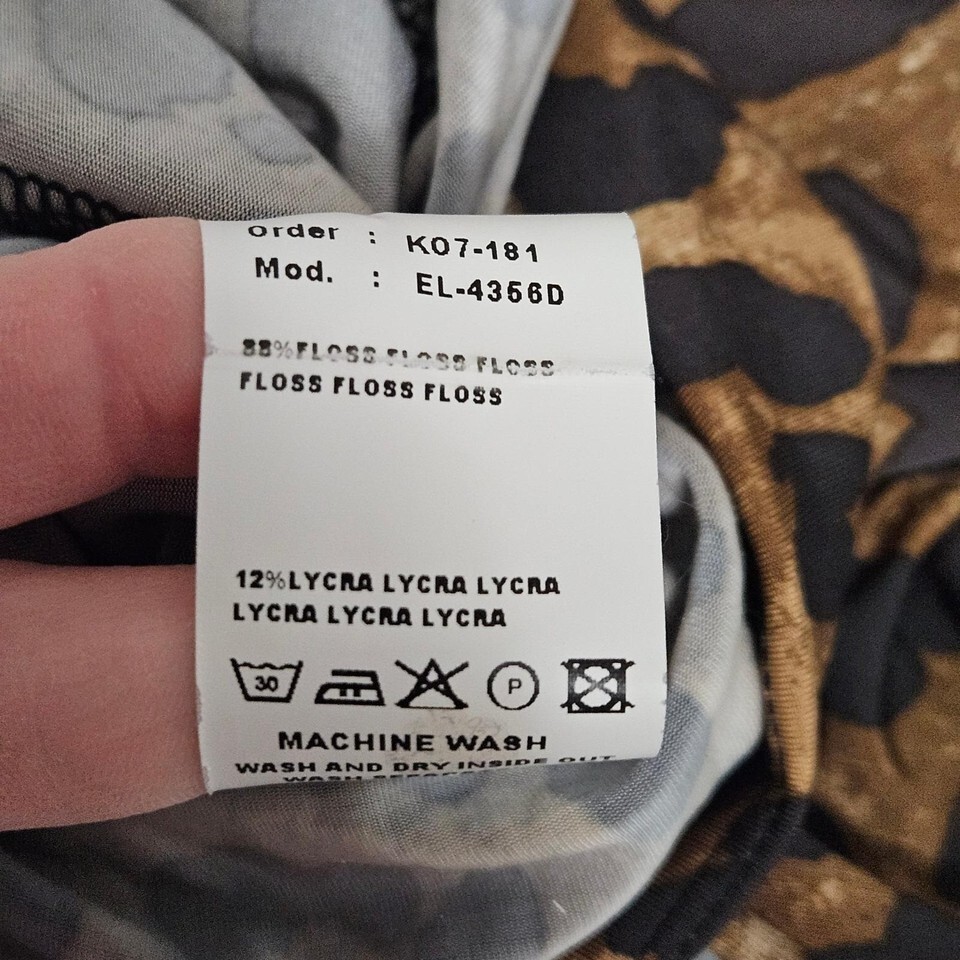 Order : K07-181
Mod. : EL-4356D
88%FLOSS FLOSS FLOSS
FLOSS FLOSS FLOSS
12%LYCRA LYCRA LYCRA
LYCRA LYCRA LYCRA
30 P
MACHINE WASH
WASH AND DRY INSIDE OUT
WASH